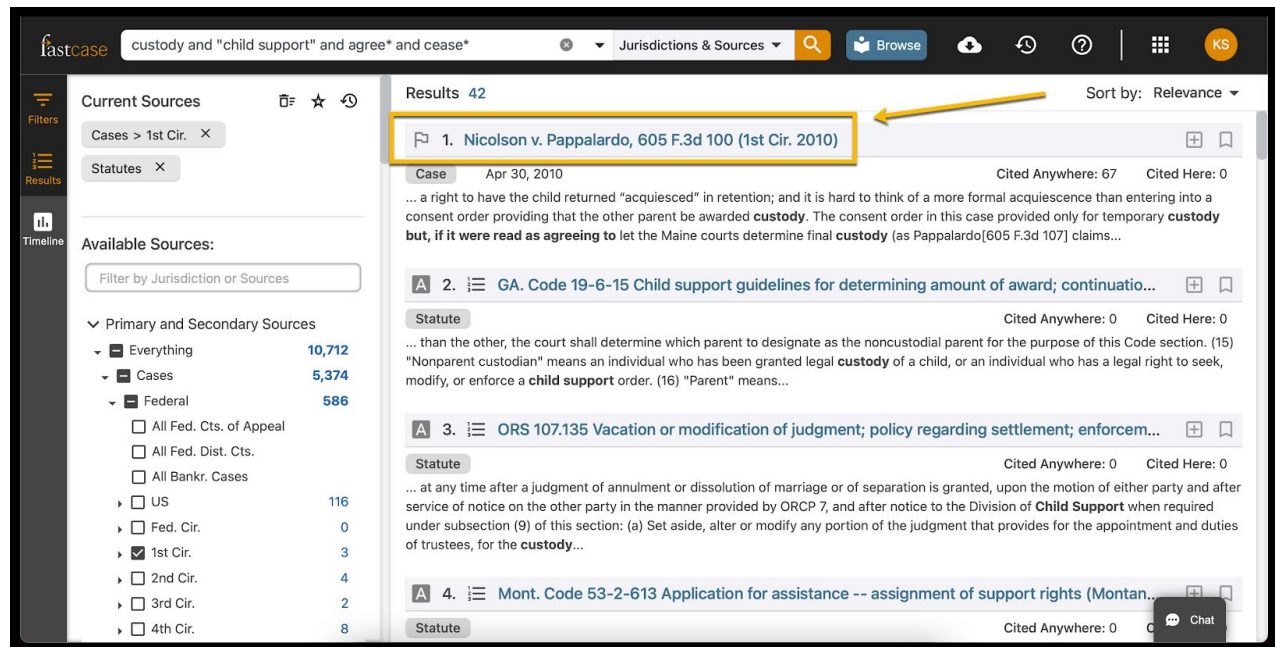 fastcase
custody and "child support" and agree* and cease*
Jurisdictions & Sources
Browse
KS
Filters
Results
Timeline
Current Sources
Cases > 1st Cir. ×
Statutes ×
Available Sources:
Filter by Jurisdiction or Sources
Primary and Secondary Sources
Everything 10,712
Cases 5,374
Federal 586
All Fed. Cts. of Appeal
All Fed. Dist. Cts.
All Bankr. Cases
US 116
Fed. Cir. 0
1st Cir. 3
2nd Cir. 4
3rd Cir. 2
4th Cir. 8
Results 42
Sort by: Relevance
1. Nicolson v. Pappalardo, 605 F.3d 100 (1st Cir. 2010)
Case Apr 30, 2010 Cited Anywhere: 67 Cited Here: 0
... a right to have the child returned “acquiesced” in retention; and it is hard to think of a more formal acquiescence than entering into a
consent order providing that the other parent be awarded custody. The consent order in this case provided only for temporary custody
but, if it were read as agreeing to let the Maine courts determine final custody (as Pappalardo[605 F.3d 107] claims...
A 2. GA. Code 19-6-15 Child support guidelines for determining amount of award; continuatio...
Statute Cited Anywhere: 0 Cited Here: 0
... than the other, the court shall determine which parent to designate as the noncustodial parent for the purpose of this Code section. (15)
"Nonparent custodian" means an individual who has been granted legal custody of a child, or an individual who has a legal right to seek,
modify, or enforce a child support order. (16) "Parent" means...
A 3. ORS 107.135 Vacation or modification of judgment; policy regarding settlement; enforcem...
Statute Cited Anywhere: 0 Cited Here: 0
... at any time after a judgment of annulment or dissolution of marriage or of separation is granted, upon the motion of either party and after
service of notice on the other party in the manner provided by ORCP 7, and after notice to the Division of Child Support when required
under subsection (9) of this section: (a) Set aside, alter or modify any portion of the judgment that provides for the appointment and duties
of trustees, for the custody...
A 4. Mont. Code 53-2-613 Application for assistance -- assignment of support rights (Montan...
Statute Cited Anywhere: 0
Chat